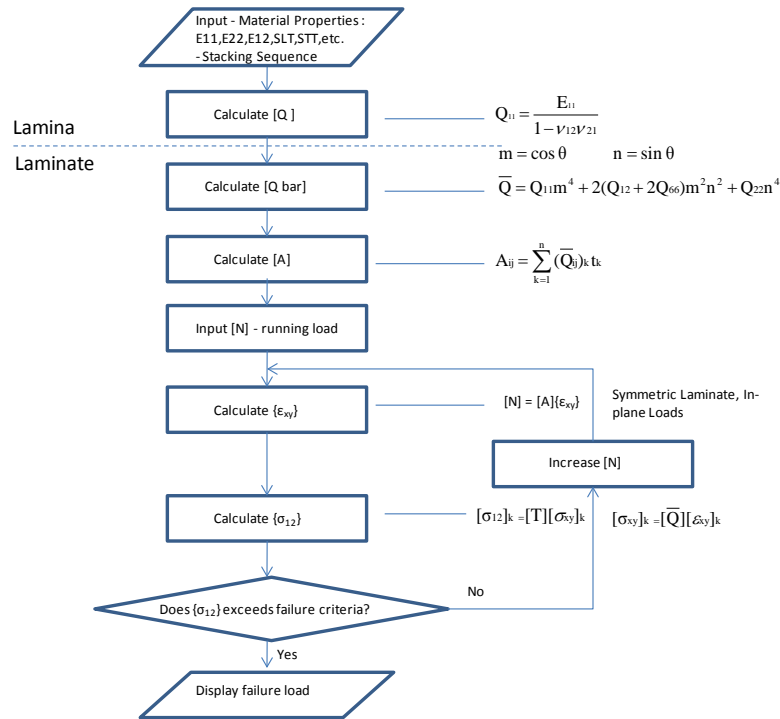 Input - Material Properties :
E11,E22,E12,SLT,STT,etc.
- Stacking Sequence
Calculate [Q ]
Q₁₁ = E₁₁ / 1 − ν₁₂ν₂₁
Lamina
Laminate
m = cos θ n = sin θ
Calculate [Q bar]
Q̅ = Q₁₁m⁴ + 2(Q₁₂ + 2Q₆₆)m²n² + Q₂₂n⁴
Calculate [A]
Aᵢⱼ = ∑ₖ₌₁ⁿ (Q̅ᵢⱼ)ₖ tₖ
Input [N] - running load
Calculate {εxy}
[N] = [A]{εxy}
Symmetric Laminate, In-
plane Loads
Increase [N]
Calculate {σ₁₂}
[σ₁₂]ₖ =[T][σxy]ₖ
[σxy]ₖ=[Q̅][εxy]ₖ
Does {σ₁₂} exceeds failure criteria?
No
Yes
Display failure load